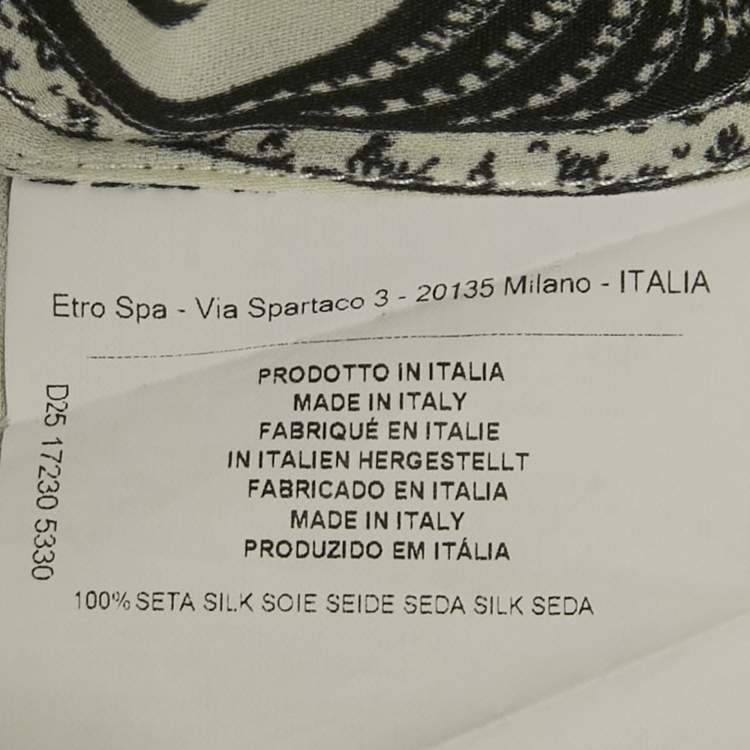 Etro Spa - Via Spartaco 3 - 20135 Milano - ITALIA
PRODOTTO IN ITALIA
MADE IN ITALY
FABRIQUÉ EN ITALIE
IN ITALIEN HERGESTELLT
FABRICADO EN ITALIA
MADE IN ITALY
PRODUZIDO EM ITÁLIA
100% SETA SILK SOIE SEIDE SEDA SILK SEDA
D25 17230 5330